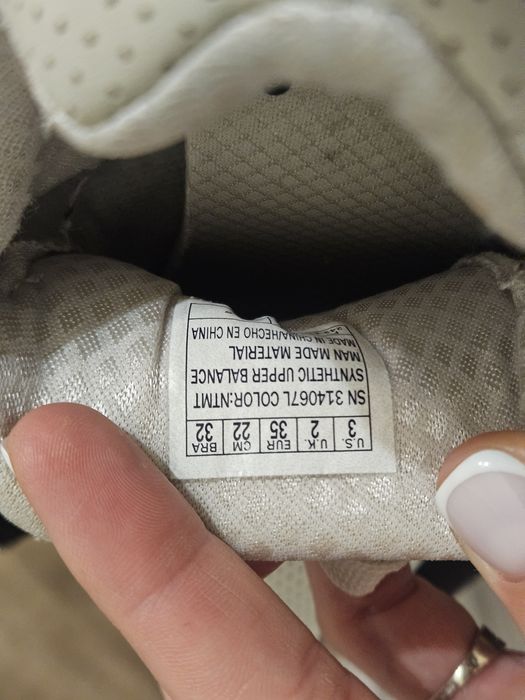 U.S. U.K. EUR CM BRA
3 2 35 22 32
SN 314067L COLOR:NTMT
SYNTHETIC UPPER BALANCE
MAN MADE MATERIAL
MADE IN CHINA/HECHO EN CHINA